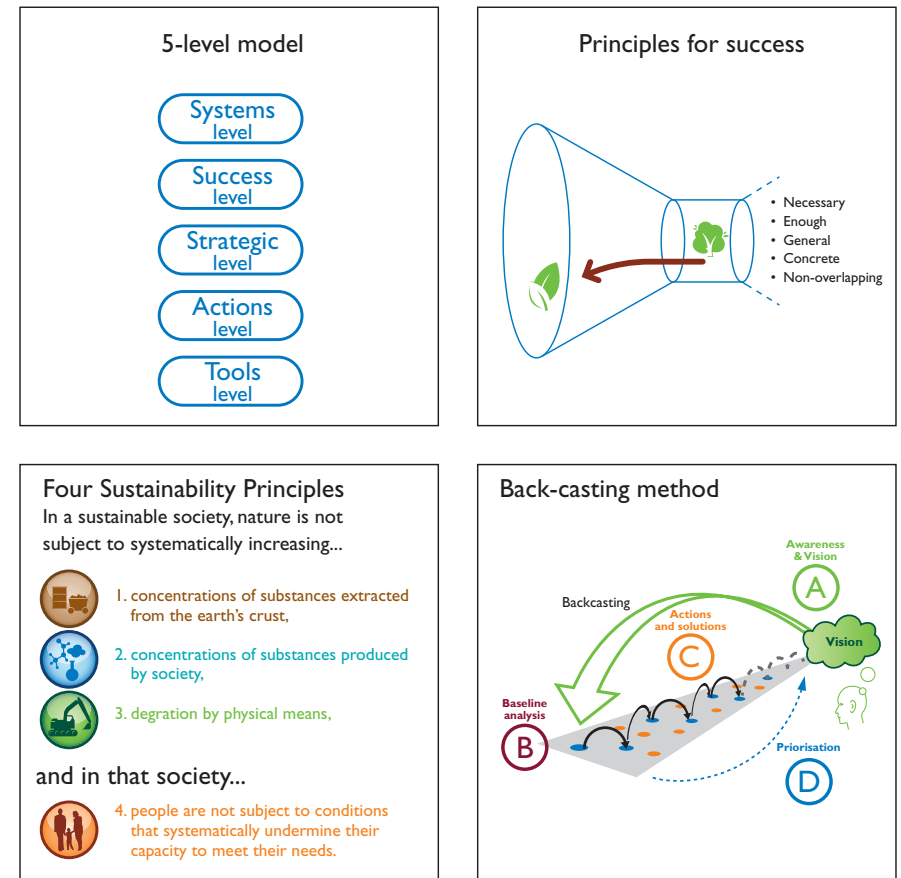 5-level model
Systems
level
Success
level
Strategic
level
Actions
level
Tools
level
Principles for success
• Necessary
• Enough
• General
• Concrete
• Non-overlapping
Four Sustainability Principles
In a sustainable society, nature is not
subject to systematically increasing...
1. concentrations of substances extracted
from the earth's crust,
2. concentrations of substances produced
by society,
3. degration by physical means,
and in that society...
4. people are not subject to conditions
that systematically undermine their
capacity to meet their needs.
Back-casting method
Awareness
& Vision
A
Backcasting
Actions
and solutions
C
Vision
Baseline
analysis
B
Priorisation
D